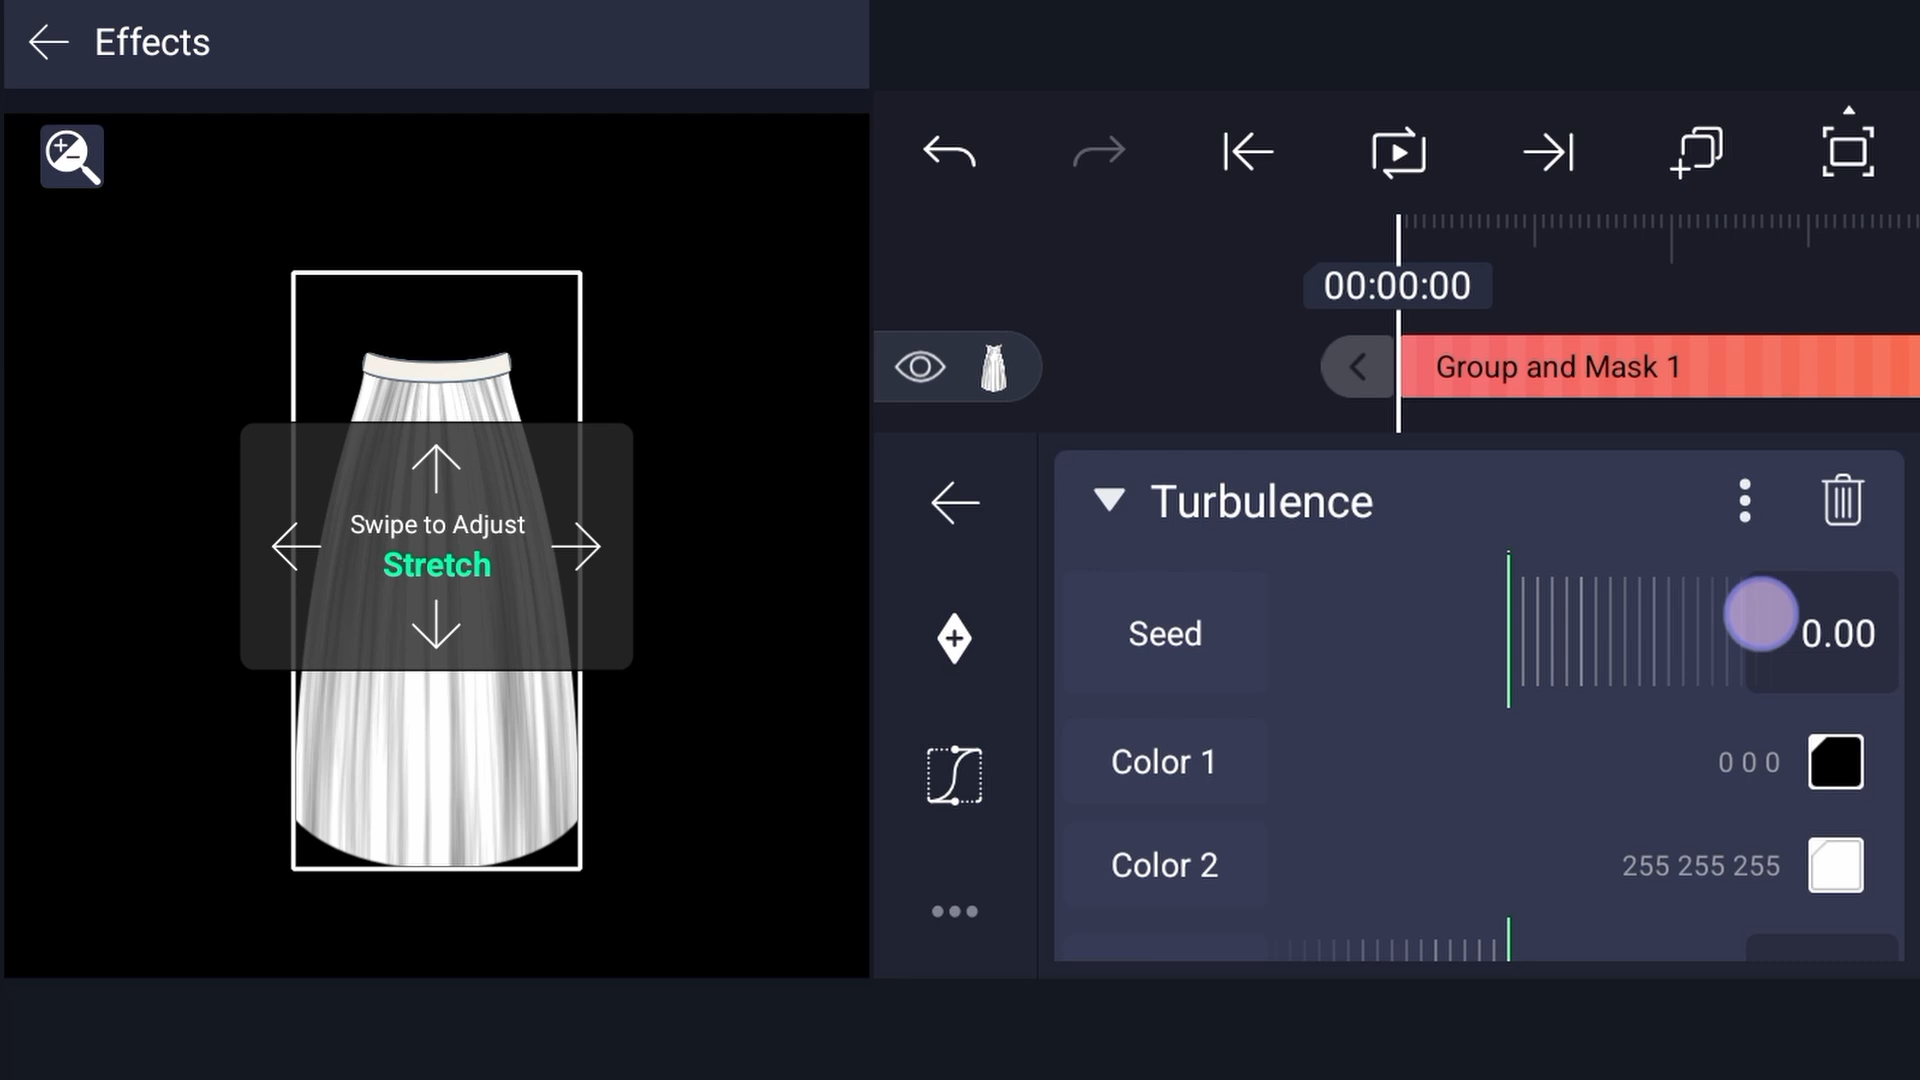 Effects
00:00:00
Group and Mask 1
Swipe to Adjust
Stretch
Turbulence
Seed
0.00
Color 1
0 0 0
Color 2
255 255 255